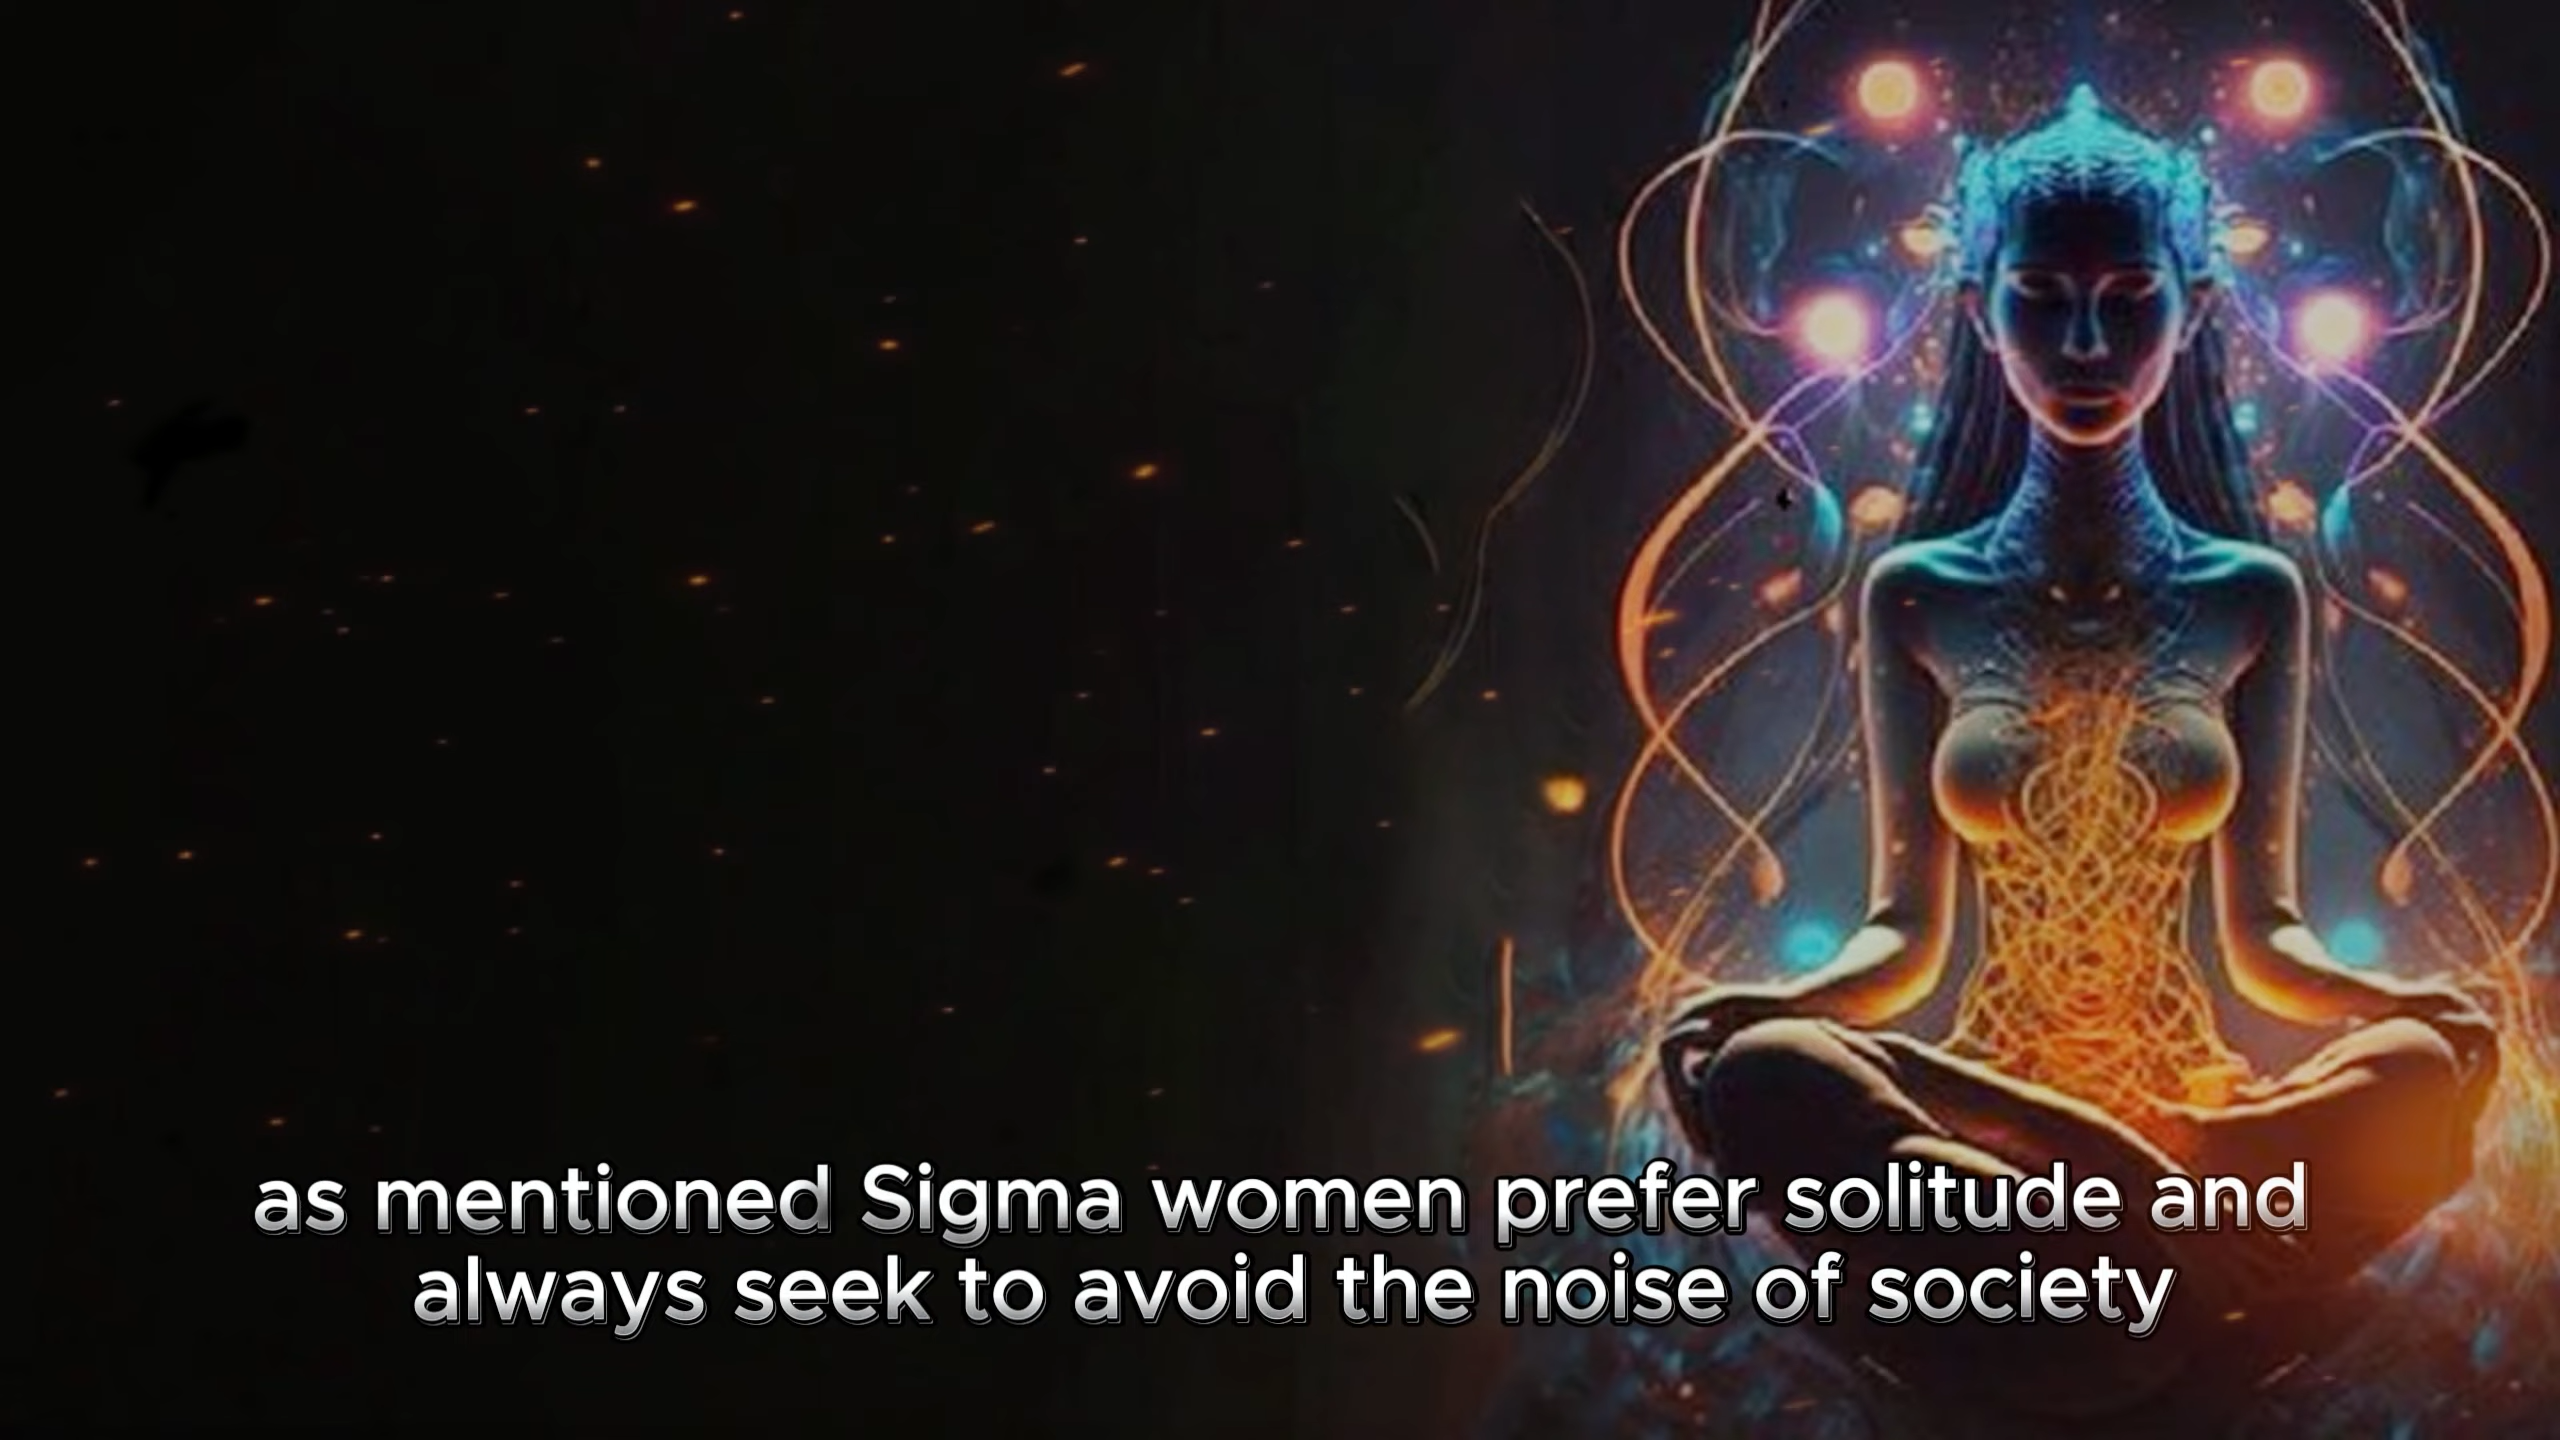 as mentioned Sigma women prefer solitude and
always seek to avoid the noise of society